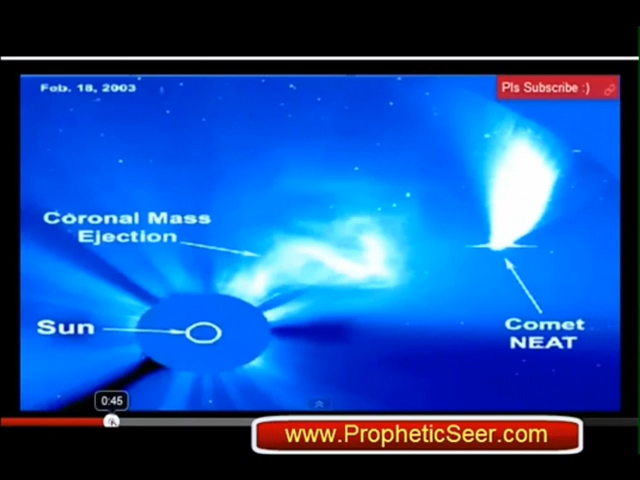 Feb. 18, 2003
Pls Subscribe :)
Coronal Mass
Ejection
Sun
Comet
NEAT
0:45
www.PropheticSeer.com